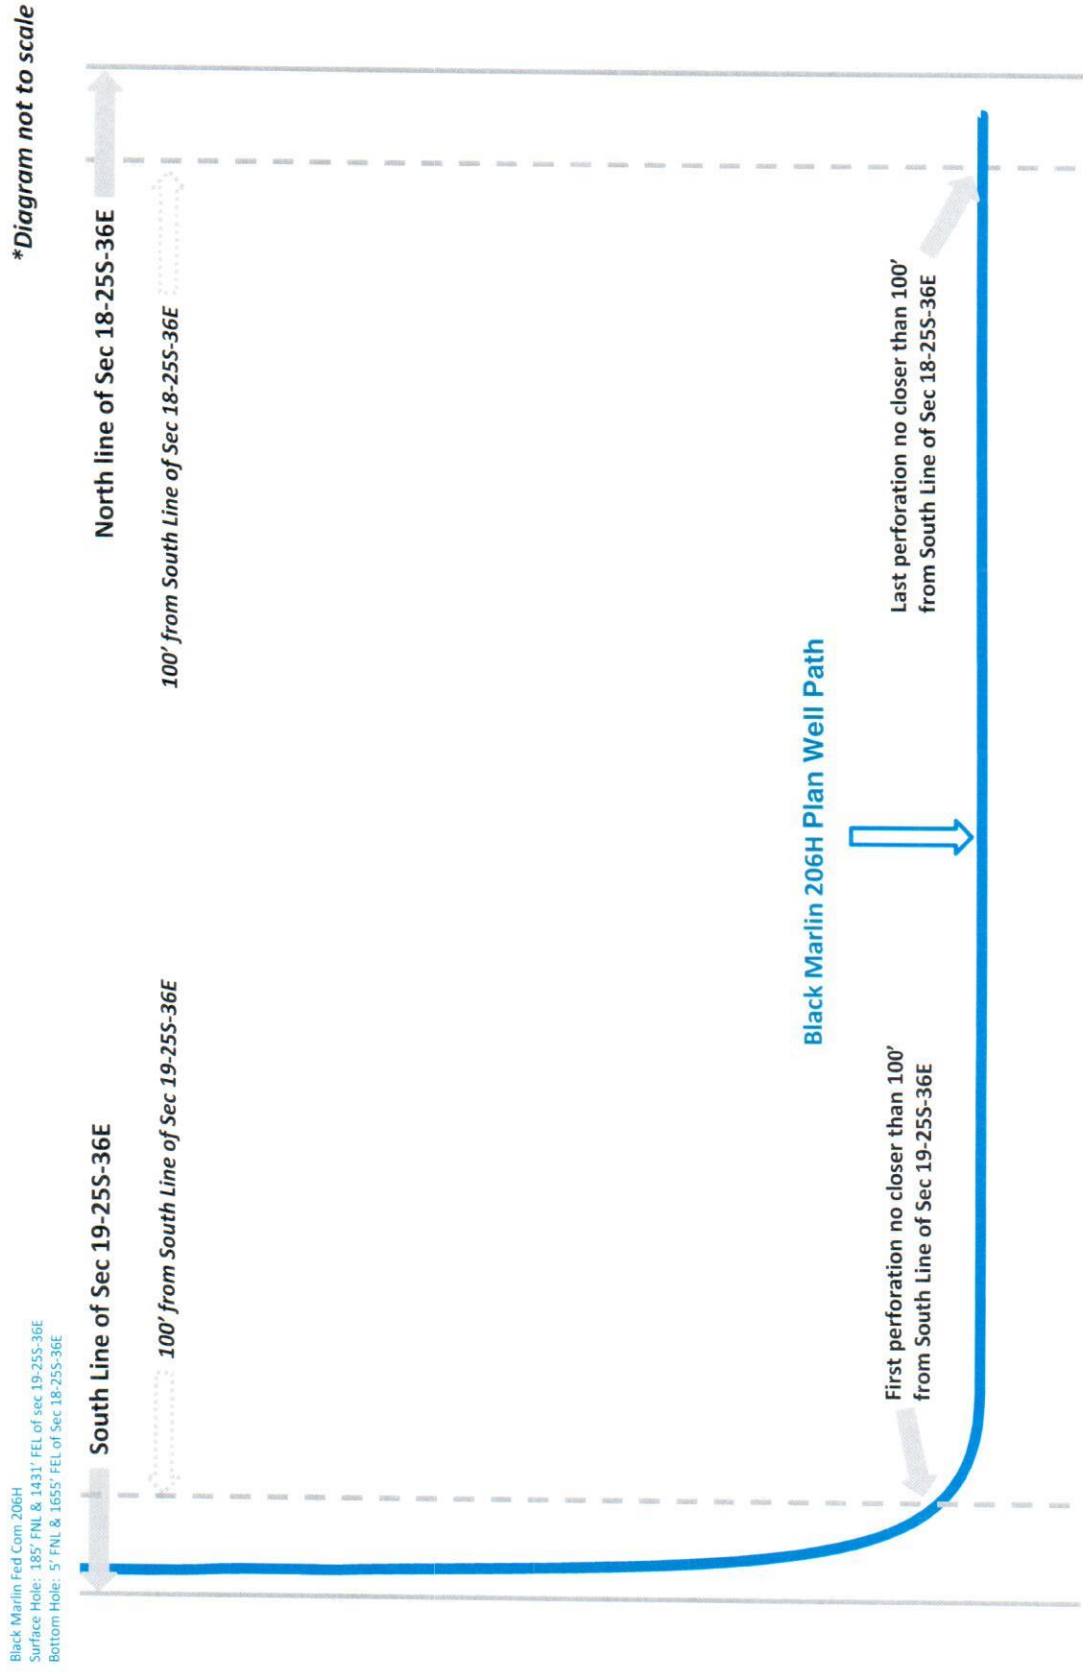 Black Marlin Fed Com 206H
Surface Hole: 185' FNL & 1431' FEL of sec 19-25S-36E
Bottom Hole: 5' FNL & 1655' FEL of Sec 18-25S-36E
*Diagram not to scale
South Line of Sec 19-25S-36E
North line of Sec 18-25S-36E
100' from South Line of Sec 19-25S-36E
100' from South Line of Sec 18-25S-36E
Black Marlin 206H Plan Well Path
First perforation no closer than 100'
from South Line of Sec 19-25S-36E
Last perforation no closer than 100'
from South Line of Sec 18-25S-36E